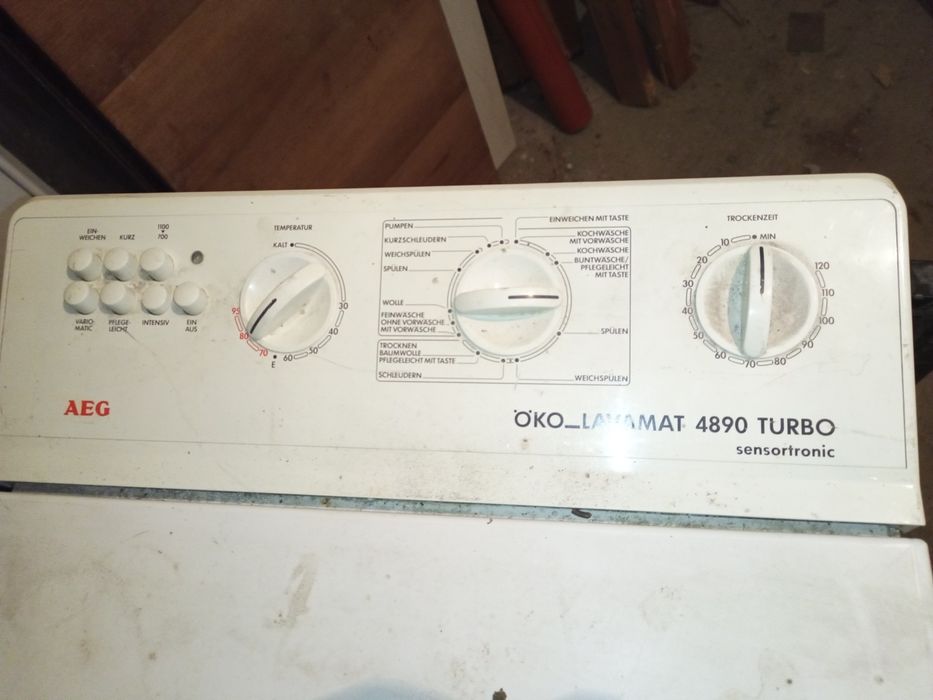 EIN-
WEICHEN
KURZ
1100
700
VARIO-
MATIC
PFLEGE-
LEICHT
INTENSIV
EIN
AUS
TEMPERATUR
KALT
30
40
50
60
E
70
80
95
PUMPEN
KURZSCHLEUDERN
WEICHSPÜLEN
SPÜLEN
WOLLE
FEINWÄSCHE
OHNE VORWÄSCHE
MIT VORWÄSCHE
TROCKNEN
BAUMWOLLE
PFLEGELEICHT MIT TASTE
SCHLEUDERN
EINWEICHEN MIT TASTE
KOCHWÄSCHE
MIT VORWÄSCHE
KOCHWÄSCHE
BUNTWÄSCHE/
PFLEGELEICHT
MIT TASTE
SPÜLEN
WEICHSPÜLEN
TROCKENZEIT
MIN
10
20
30
40
50
60
70
80
90
100
110
120
AEG
ÖKO_LAVAMAT 4890 TURBO
sensortronic